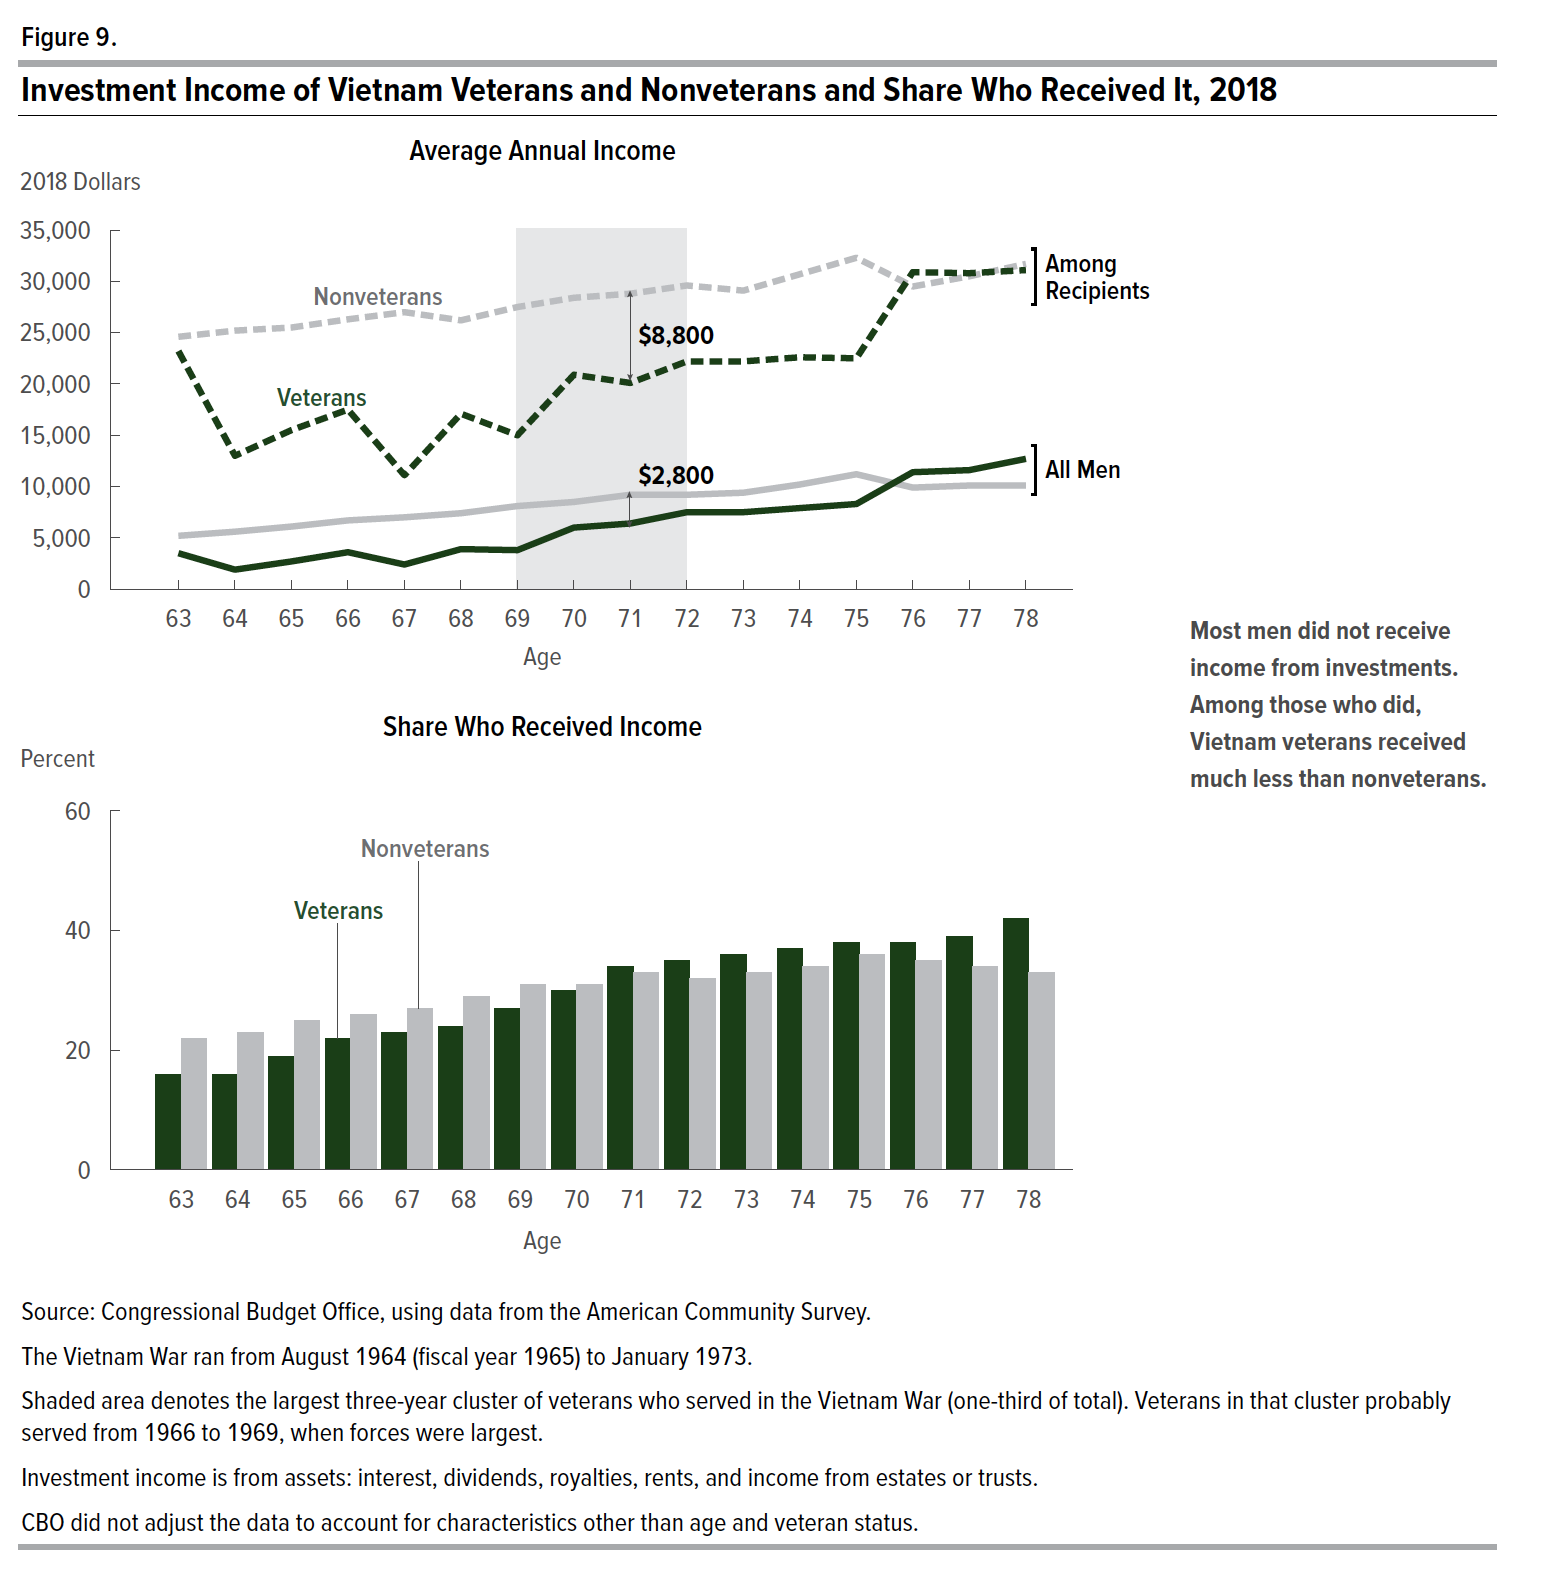 Figure 9.
Investment Income of Vietnam Veterans and Nonveterans and Share Who Received It, 2018
Average Annual Income
2018 Dollars
35,000
30,000
25,000
20,000
15,000
10,000
5,000
0
Nonveterans
Veterans
$8,800
$2,800
Among
Recipients
All Men
63 64 65 66 67 68 69 70 71 72 73 74 75 76 77 78
Age
Most men did not receive
income from investments.
Among those who did,
Vietnam veterans received
much less than nonveterans.
Share Who Received Income
Percent
60
40
20
0
Nonveterans
Veterans
63 64 65 66 67 68 69 70 71 72 73 74 75 76 77 78
Age
Source: Congressional Budget Office, using data from the American Community Survey.
The Vietnam War ran from August 1964 (fiscal year 1965) to January 1973.
Shaded area denotes the largest three-year cluster of veterans who served in the Vietnam War (one-third of total). Veterans in that cluster probably
served from 1966 to 1969, when forces were largest.
Investment income is from assets: interest, dividends, royalties, rents, and income from estates or trusts.
CBO did not adjust the data to account for characteristics other than age and veteran status.